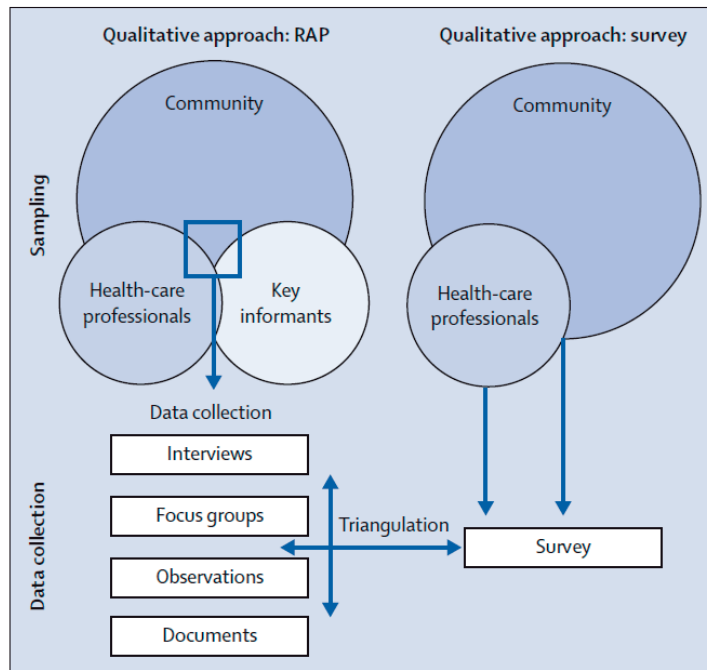 Qualitative approach: RAP
Qualitative approach: survey
Sampling
Community
Health-care
professionals
Key
informants
Community
Health-care
professionals
Data collection
Data collection
Interviews
Focus groups
Observations
Documents
Triangulation
Survey